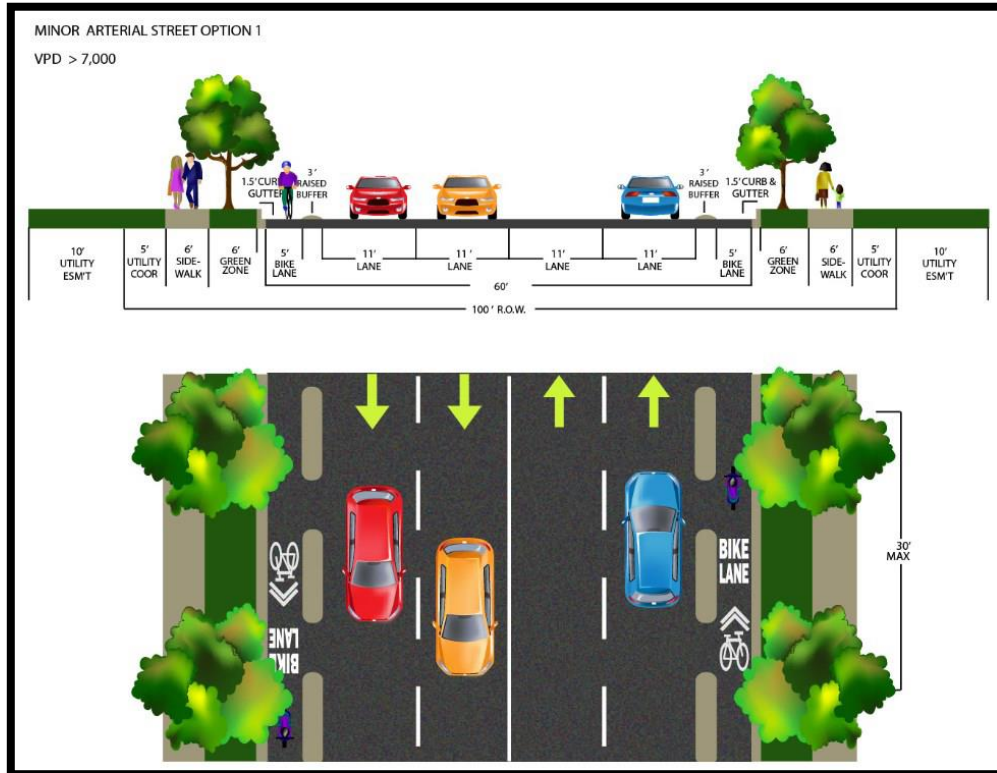 MINOR ARTERIAL STREET OPTION 1
VPD > 7,000
1.5' CURB &
GUTTER
3'
RAISED
BUFFER
3'
RAISED
BUFFER
1.5' CURB &
GUTTER
10'
UTILITY
ESM'T
5'
UTILITY
COOR
6'
SIDE-
WALK
6'
GREEN
ZONE
5'
BIKE
LANE
11'
LANE
11'
LANE
11'
LANE
11'
LANE
5'
BIKE
LANE
6'
GREEN
ZONE
6'
SIDE-
WALK
5'
UTILITY
COOR
10'
UTILITY
ESM'T
60'
100' R.O.W.
BIKE
LANE
30'
MAX
BIKE
LANE